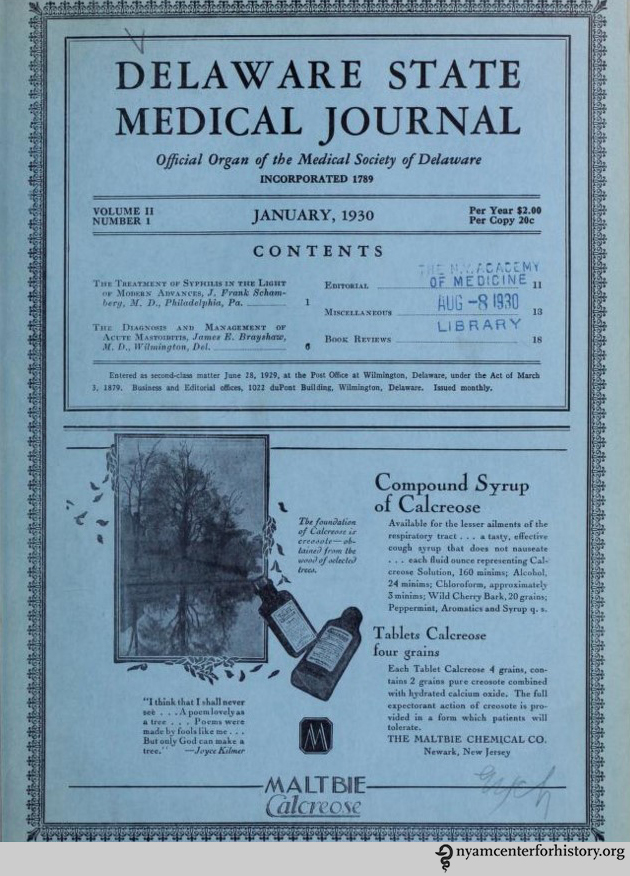 DELAWARE STATE
MEDICAL JOURNAL
Official Organ of the Medical Society of Delaware
INCORPORATED 1789
VOLUME II
NUMBER 1
JANUARY, 1930
Per Year $2.00
Per Copy 20c
CONTENTS
THE TREATMENT OF SYPHILIS IN THE LIGHT
OF MODERN ADVANCES, J. Frank Scham-
berg, M. D., Philadelphia, Pa. 1
THE DIAGNOSIS AND MANAGEMENT OF
ACUTE MASTOIDITIS, James E. Brayshaw,
M. D., Wilmington, Del. 6
EDITORIAL 11
MISCELLANEOUS 13
BOOK REVIEWS 18
THE N.Y. ACADEMY
OF MEDICINE
AUG -8 1930
LIBRARY
Entered as second-class matter June 28, 1929, at the Post Office at Wilmington, Delaware, under the Act of March
3, 1879. Business and Editorial offices, 1022 duPont Building, Wilmington, Delaware. Issued monthly.
The foundation
of Calcreose is
creosote—ob-
tained from the
wood of selected
trees.
Compound Syrup
of Calcreose
Available for the lesser ailments of the
respiratory tract . . . a tasty, effective
cough syrup that does not nauseate
. . . each fluid ounce representing Cal-
creose Solution, 160 minims; Alcohol,
24 minims; Chloroform, approximately
3 minims; Wild Cherry Bark, 20 grains;
Peppermint, Aromatics and Syrup q. s.
Tablets Calcreose
four grains
Each Tablet Calcreose 4 grains, con-
tains 2 grains pure creosote combined
with hydrated calcium oxide. The full
expectorant action of creosote is pro-
vided in a form which patients will
tolerate.
THE MALTBIE CHEMICAL CO.
Newark, New Jersey
"I think that I shall never
see . . . A poem lovely as
a tree . . . Poems were
made by fools like me . . .
But only God can make a
tree." —Joyce Kilmer
M
MALTBIE
Calcreose
nyamcenterforhistory.org